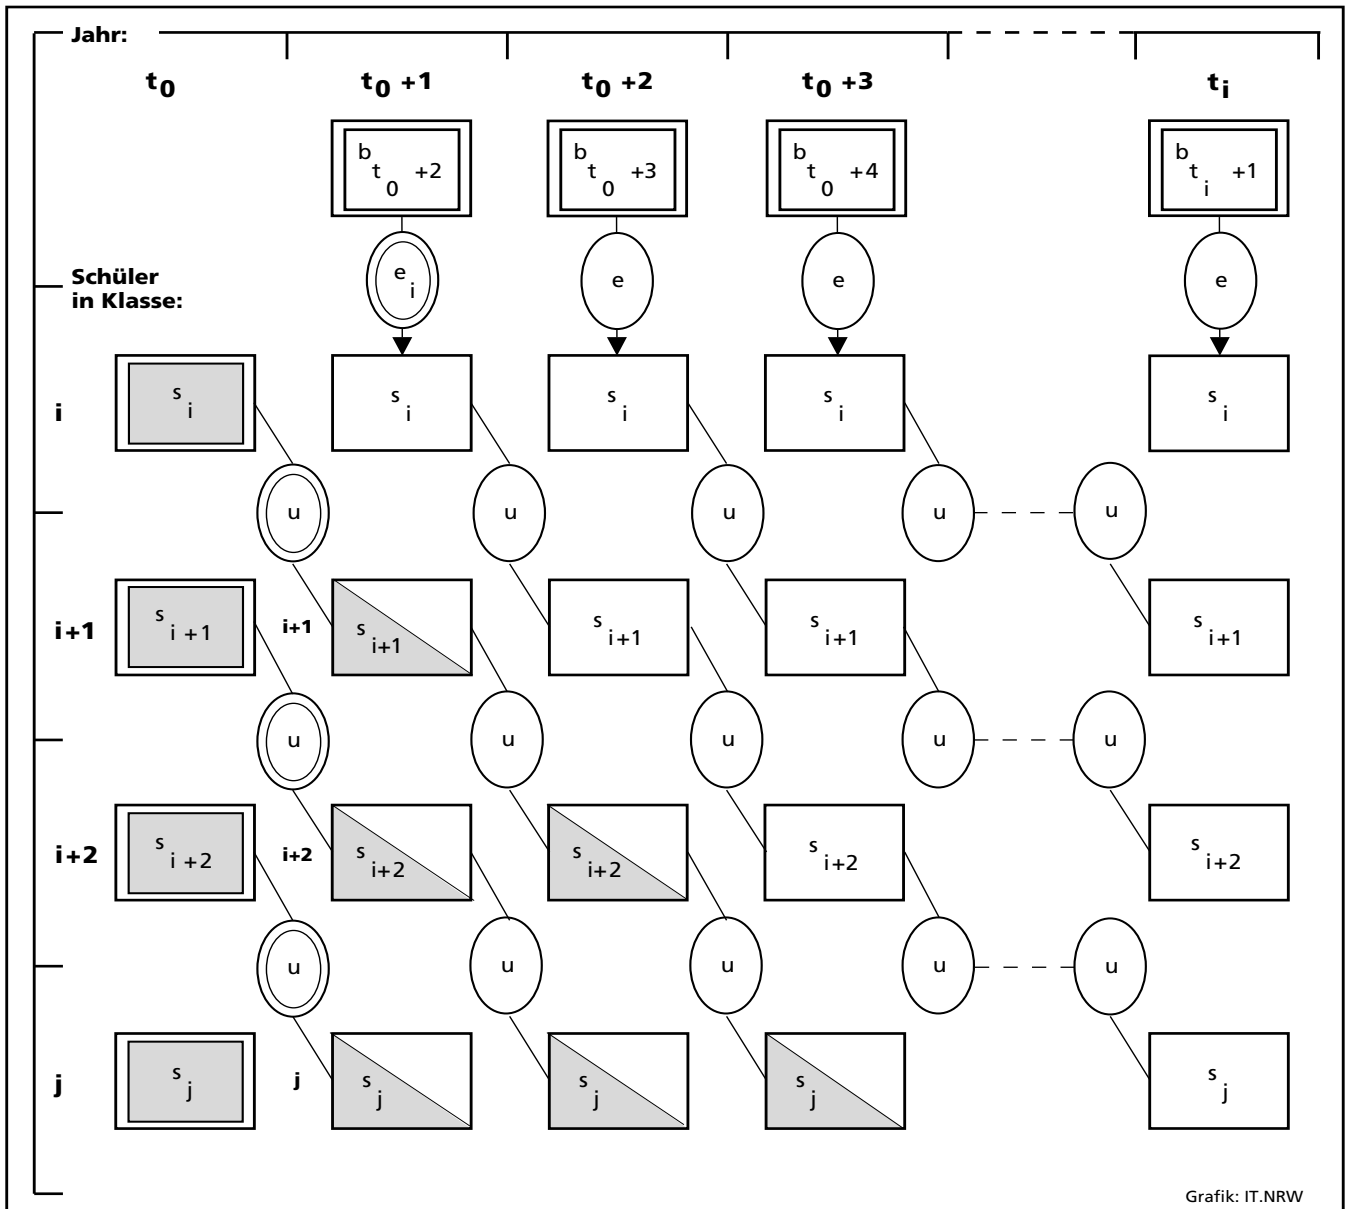 Jahr:
t0 t0 +1 t0 +2 t0 +3 ti
b t0 +2 b t0 +3 b t0 +4 b ti +1
ei e e e
Schüler
in Klasse:
i si si si si si
u u u u u
i+1 si+1 i+1 si+1 si+1 si+1 si+1
u u u u u
i+2 si+2 i+2 si+2 si+2 si+2 si+2
u u u u u
j sj j sj sj sj sj
Grafik: IT.NRW